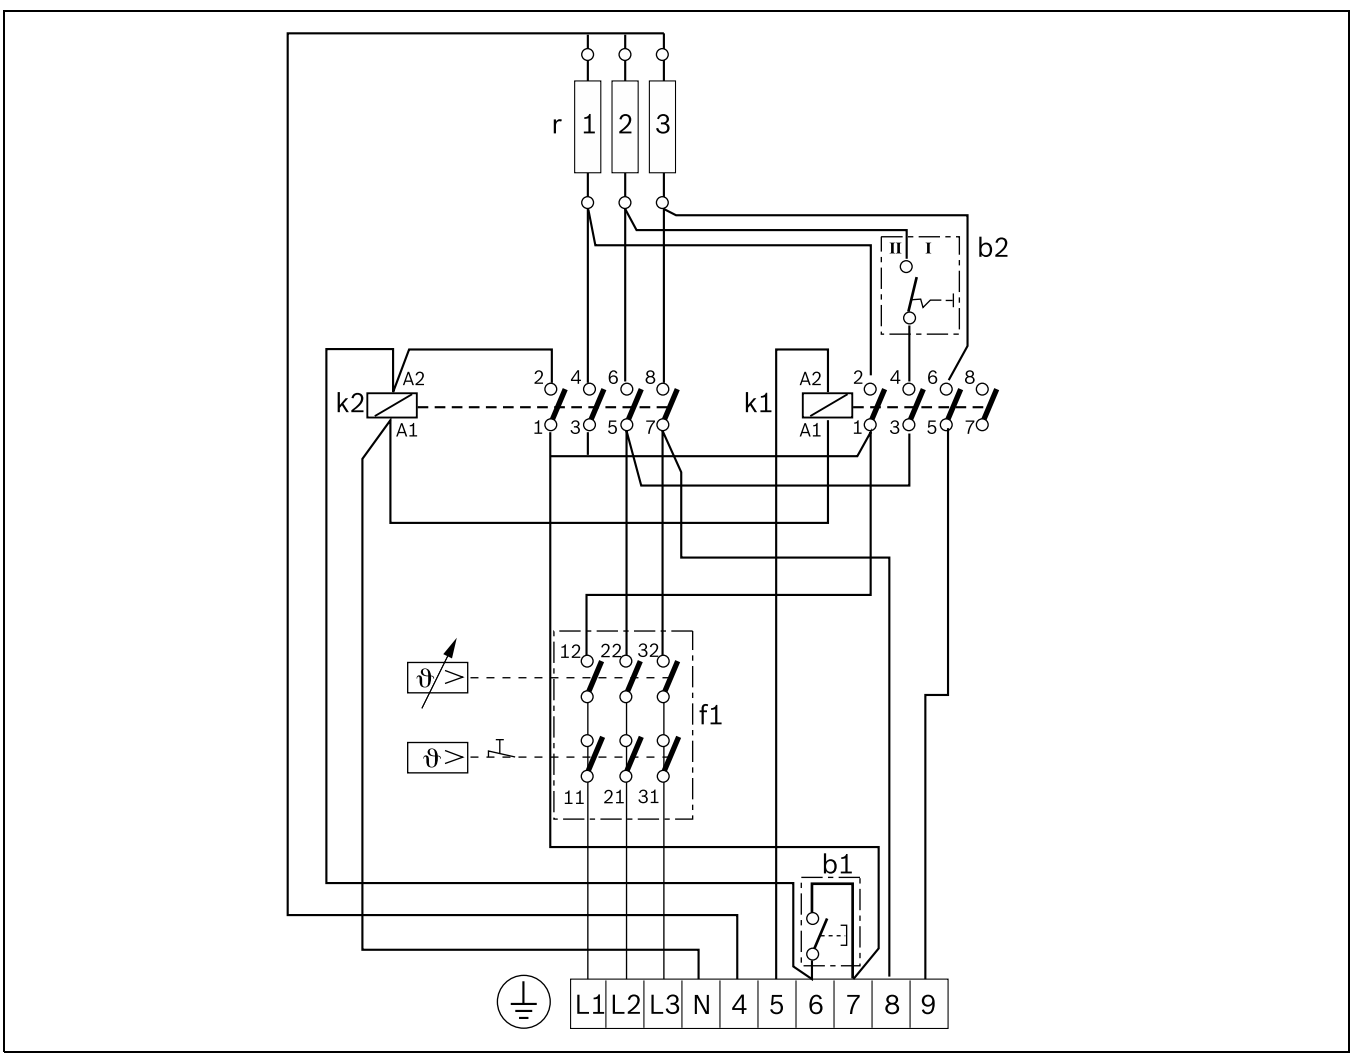 r 1 2 3
II I b2
A2 2 4 6 8 A2 2 4 6 8
k2 k1
A1 1 3 5 7 A1 1 3 5 7
12 22 32
ϑ >
f1
ϑ >
11 21 31
b1
L1 L2 L3 N 4 5 6 7 8 9